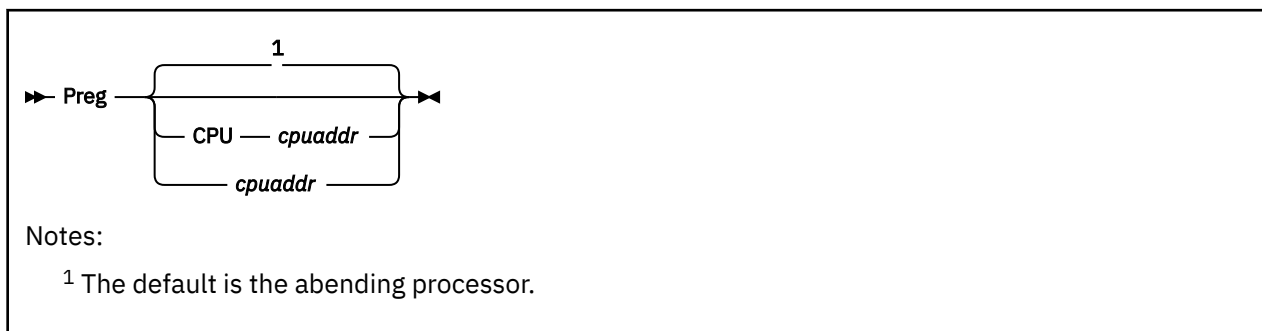 1
Preg
CPU cpuaddr
cpuaddr
Notes:
1 The default is the abending processor.